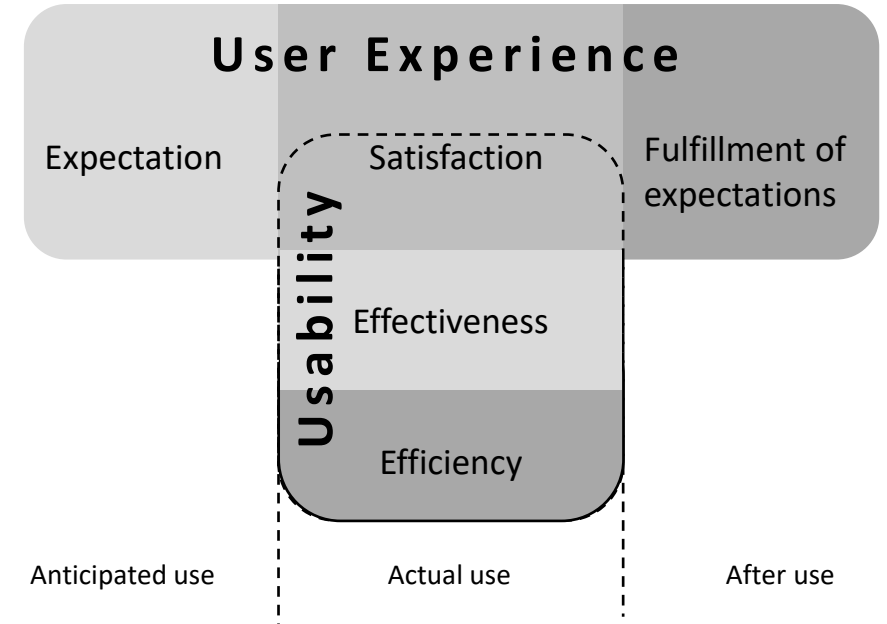 User Experience
Expectation
Satisfaction
Fulfillment of
expectations
Usability
Effectiveness
Efficiency
Anticipated use
Actual use
After use